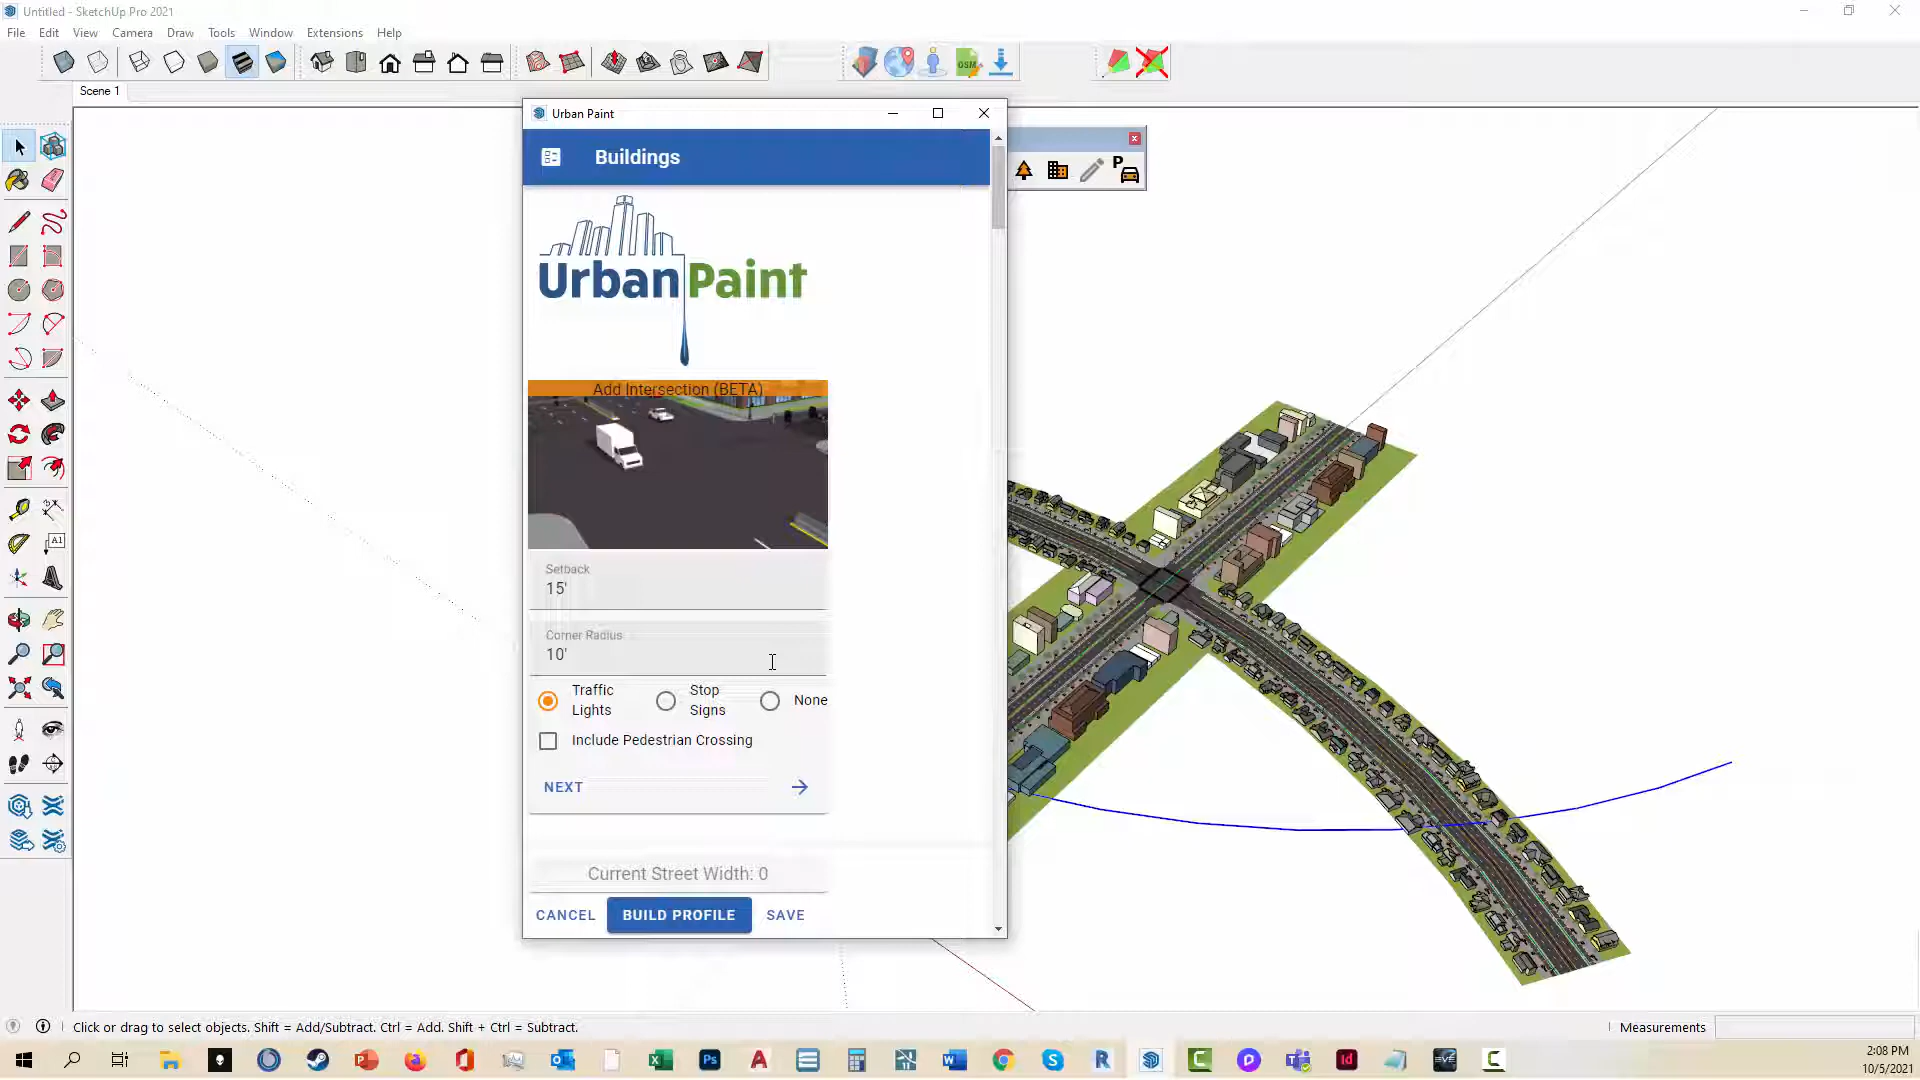 Untitled - SketchUp Pro 2021
File Edit View Camera Draw Tools Window Extensions Help
OSM
Scene 1
Urban Paint
Buildings
P
UrbanPaint
Add Intersection (BETA)
Setback
15'
Corner Radius
10'
Traffic Lights
Stop Signs
None
Include Pedestrian Crossing
NEXT
Current Street Width: 0
CANCEL BUILD PROFILE SAVE
A1
Click or drag to select objects. Shift = Add/Subtract. Ctrl = Add. Shift + Ctrl = Subtract.
Measurements
2:08 PM
10/5/2021